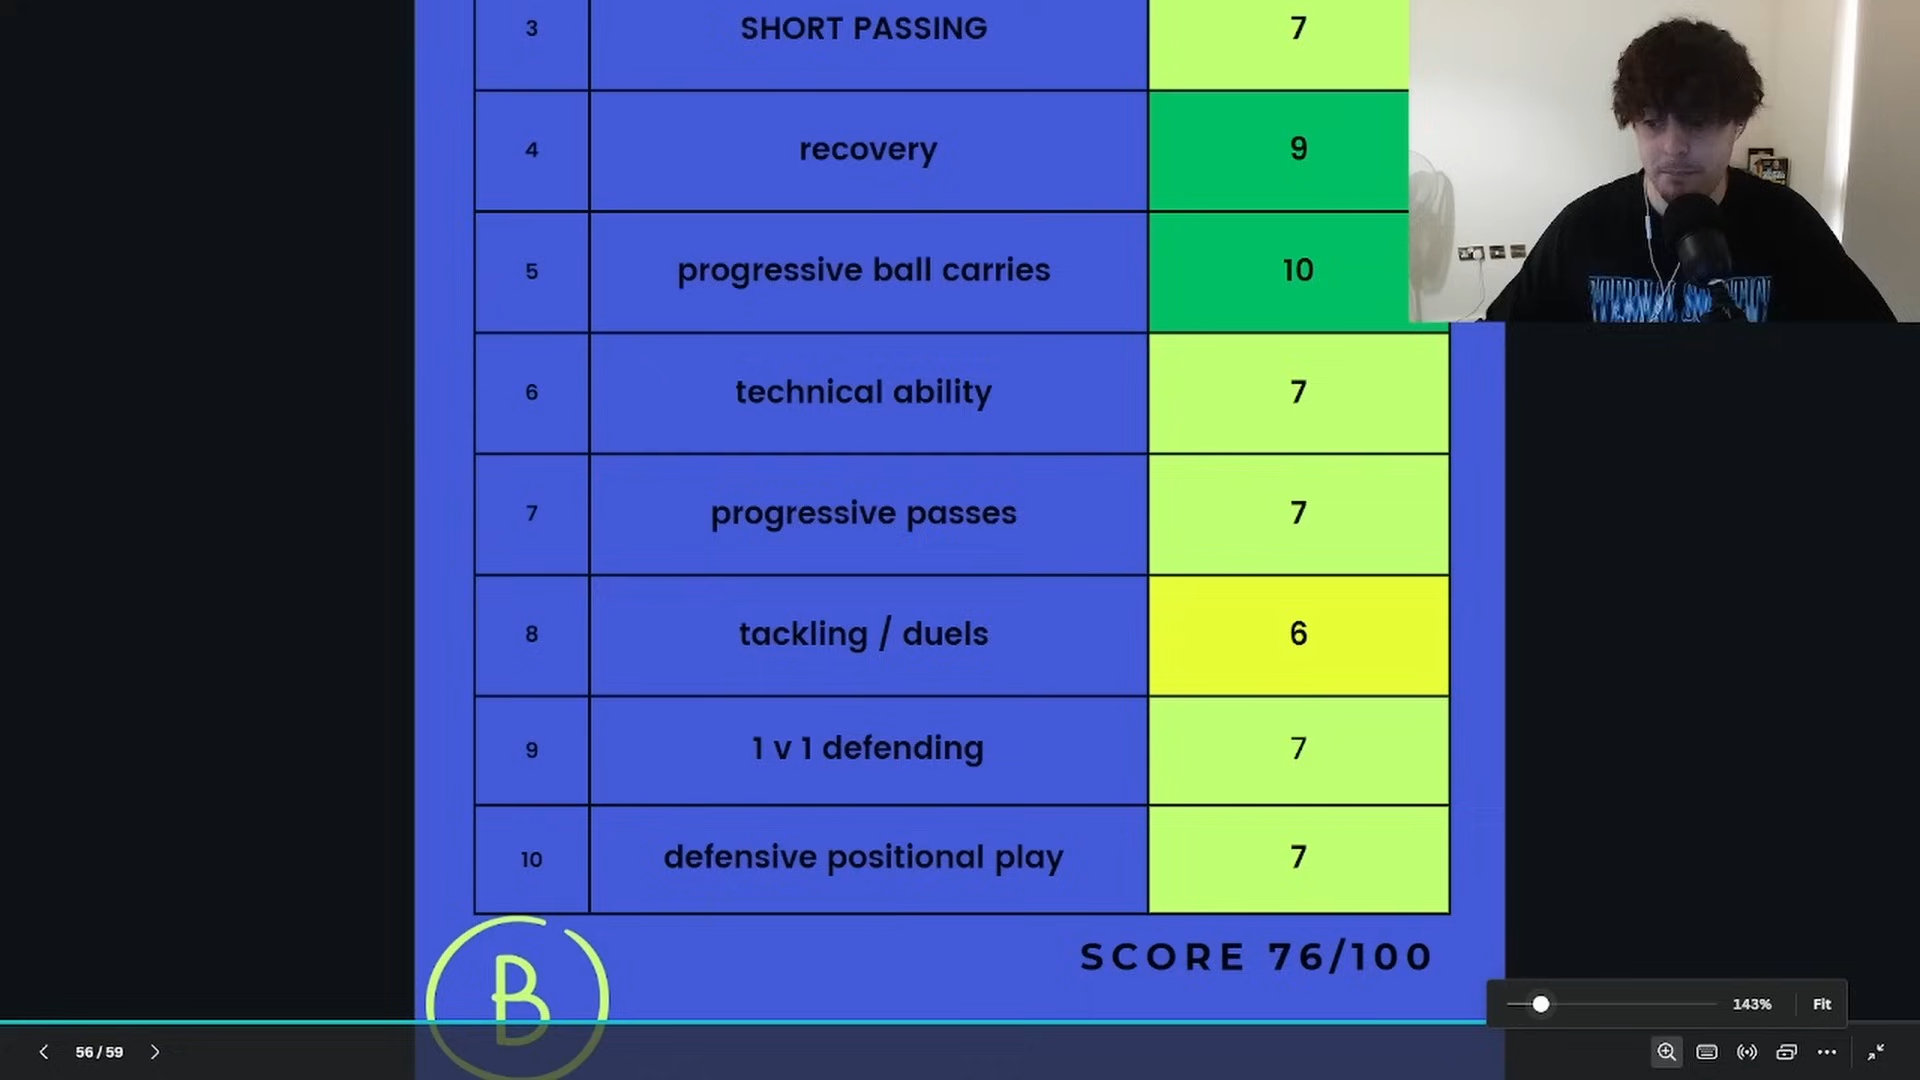 3 SHORT PASSING 7
4 recovery 9
5 progressive ball carries 10
6 technical ability 7
7 progressive passes 7
8 tackling / duels 6
9 1 v 1 defending 7
10 defensive positional play 7
SCORE 76/100
B
143% Fit
56 / 59